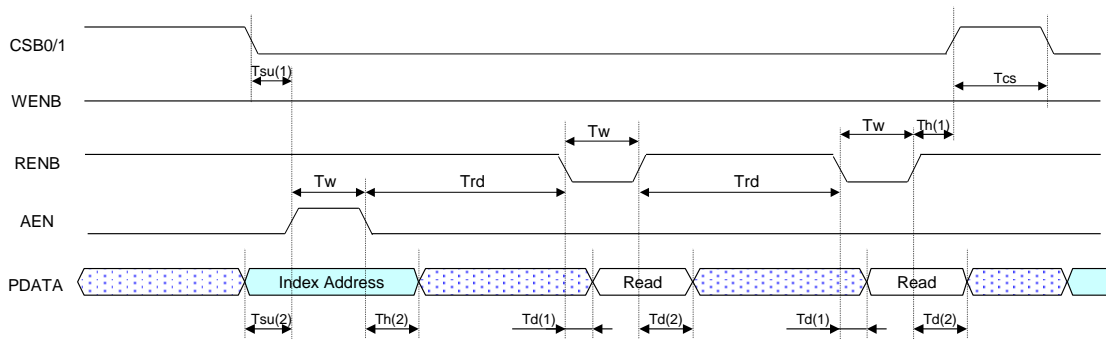 CSB0/1
Tsu(1)
Tcs
WENB
Tw
Tw
Th(1)
RENB
Tw
Trd
Trd
AEN
PDATA
Index Address
Read
Read
Tsu(2)
Th(2)
Td(1)
Td(2)
Td(1)
Td(2)